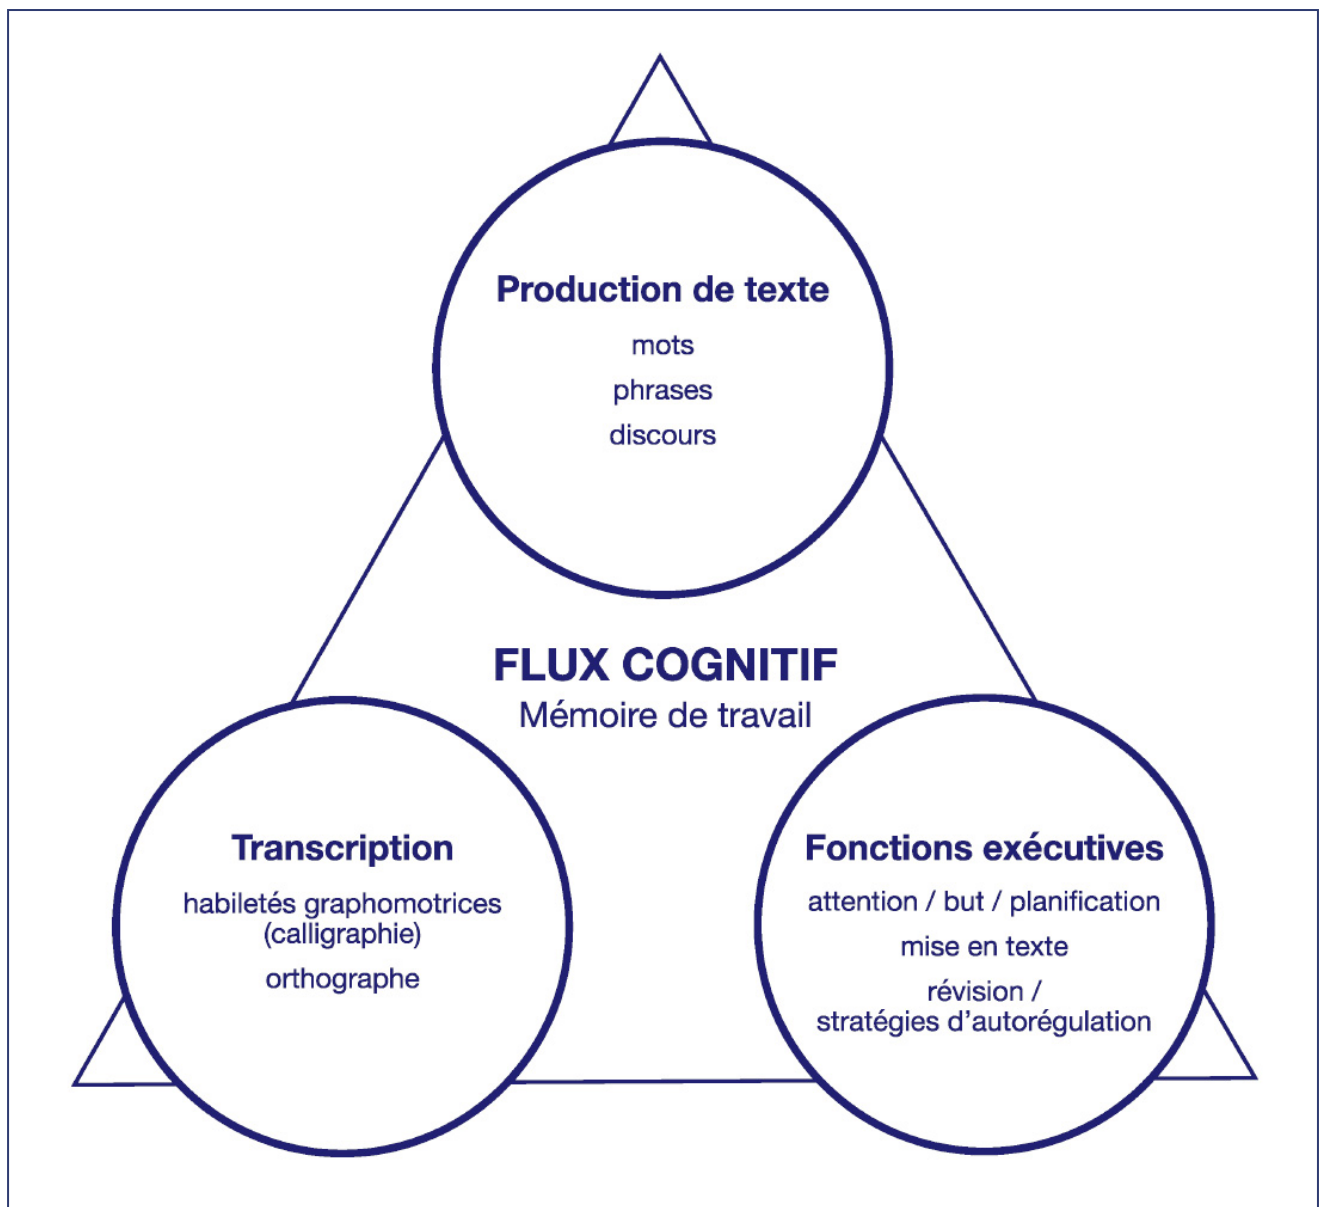 Production de texte
mots
phrases
discours
FLUX COGNITIF
Mémoire de travail
Transcription
habiletés graphomotrices
(calligraphie)
orthographe
Fonctions exécutives
attention / but / planification
mise en texte
révision /
stratégies d’autorégulation